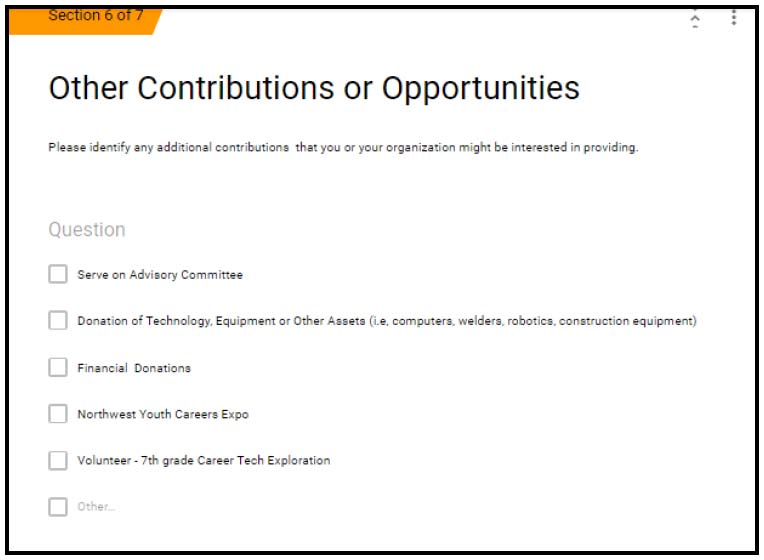 Section 6 of 7
Other Contributions or Opportunities
Please identify any additional contributions  that you or your organization might be interested in providing.
Question
Serve on Advisory Committee
Donation of Technology, Equipment or Other Assets (i.e, computers, welders, robotics, construction equipment)
Financial  Donations
Northwest Youth Careers Expo
Volunteer - 7th grade Career Tech Exploration
Other...